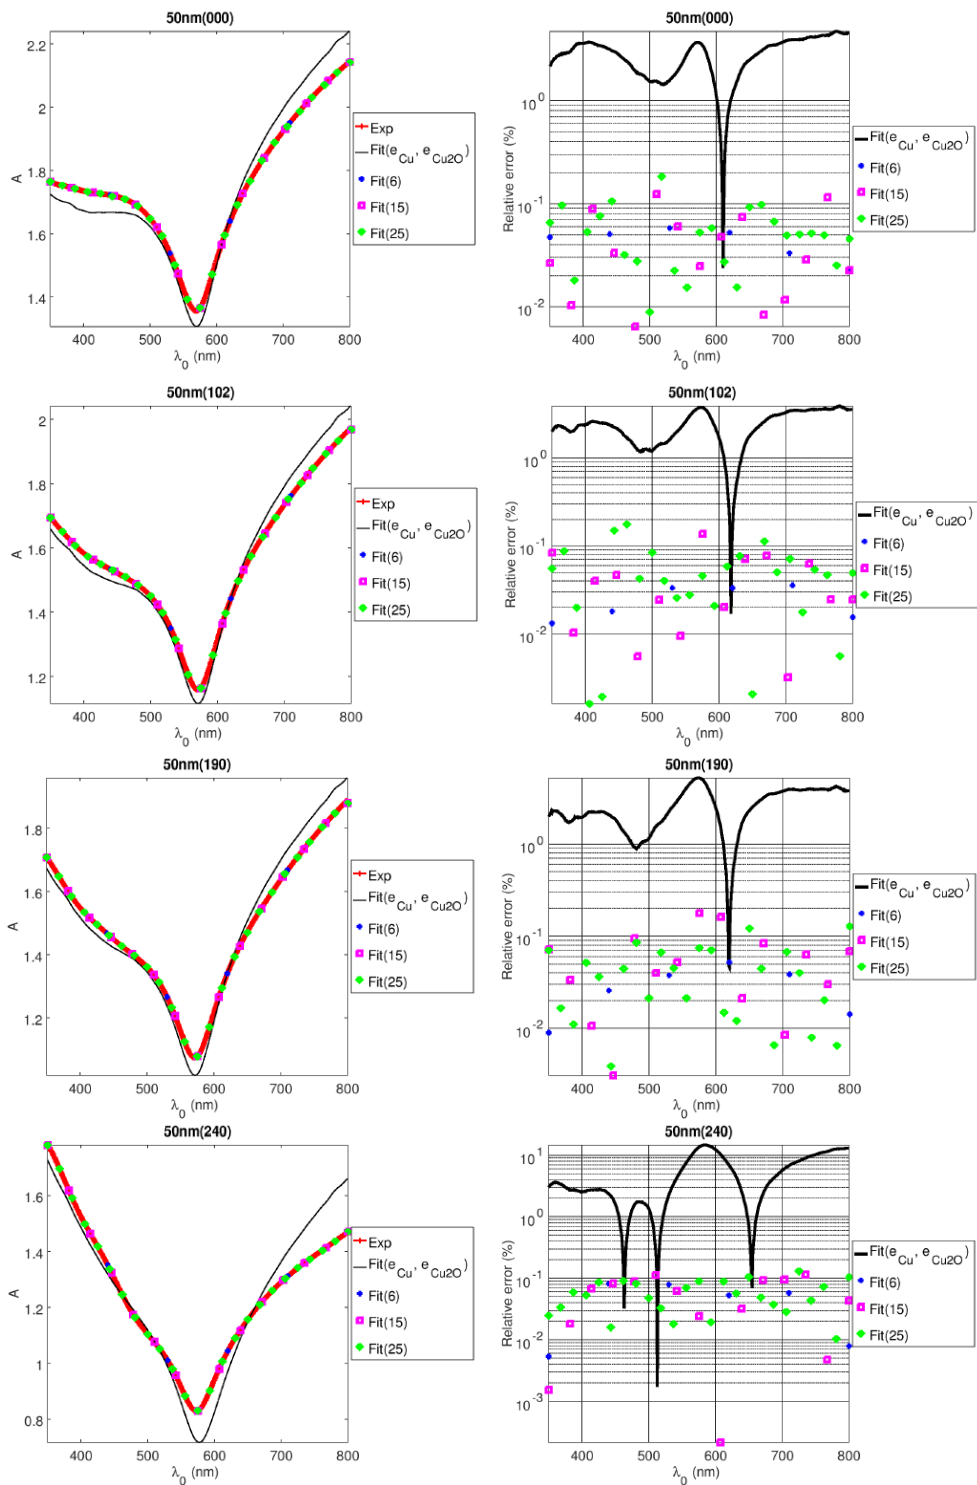 50nm(000)
2.2
2
1.8
1.6
1.4
A
400 500 600 700 800
λ0 (nm)
Exp
Fit(eCu, eCu2O)
Fit(6)
Fit(15)
Fit(25)
50nm(000)
Relative error (%)
10^0
10^-1
10^-2
400 500 600 700 800
λ0 (nm)
Fit(eCu, eCu2O)
Fit(6)
Fit(15)
Fit(25)
50nm(102)
2
1.8
1.6
1.4
1.2
A
400 500 600 700 800
λ0 (nm)
Exp
Fit(eCu, eCu2O)
Fit(6)
Fit(15)
Fit(25)
50nm(102)
Relative error (%)
10^0
10^-1
10^-2
400 500 600 700 800
λ0 (nm)
Fit(eCu, eCu2O)
Fit(6)
Fit(15)
Fit(25)
50nm(190)
1.8
1.6
1.4
1.2
A
400 500 600 700 800
λ0 (nm)
Exp
Fit(eCu, eCu2O)
Fit(6)
Fit(15)
Fit(25)
50nm(190)
Relative error (%)
10^0
10^-1
10^-2
400 500 600 700 800
λ0 (nm)
Fit(eCu, eCu2O)
Fit(6)
Fit(15)
Fit(25)
50nm(240)
1.6
1.4
1.2
1
0.8
A
400 500 600 700 800
λ0 (nm)
Exp
Fit(eCu, eCu2O)
Fit(6)
Fit(15)
Fit(25)
50nm(240)
Relative error (%)
10^1
10^0
10^-1
10^-2
10^-3
400 500 600 700 800
λ0 (nm)
Fit(eCu, eCu2O)
Fit(6)
Fit(15)
Fit(25)